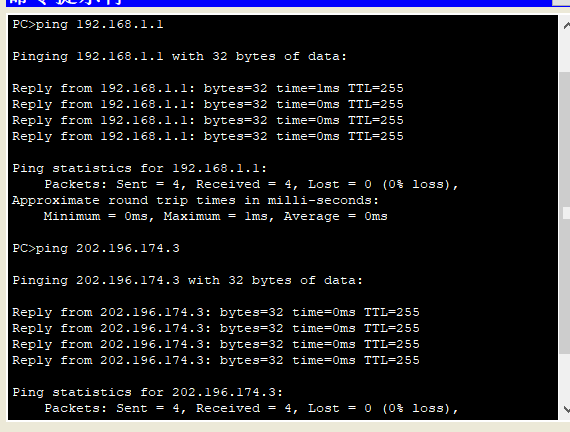 命令提示符
PC>ping 192.168.1.1
Pinging 192.168.1.1 with 32 bytes of data:
Reply from 192.168.1.1: bytes=32 time=1ms TTL=255
Reply from 192.168.1.1: bytes=32 time=0ms TTL=255
Reply from 192.168.1.1: bytes=32 time=0ms TTL=255
Reply from 192.168.1.1: bytes=32 time=0ms TTL=255
Ping statistics for 192.168.1.1:
    Packets: Sent = 4, Received = 4, Lost = 0 (0% loss),
Approximate round trip times in milli-seconds:
    Minimum = 0ms, Maximum = 1ms, Average = 0ms
PC>ping 202.196.174.3
Pinging 202.196.174.3 with 32 bytes of data:
Reply from 202.196.174.3: bytes=32 time=0ms TTL=255
Reply from 202.196.174.3: bytes=32 time=0ms TTL=255
Reply from 202.196.174.3: bytes=32 time=0ms TTL=255
Reply from 202.196.174.3: bytes=32 time=0ms TTL=255
Ping statistics for 202.196.174.3:
    Packets: Sent = 4, Received = 4, Lost = 0 (0% loss),